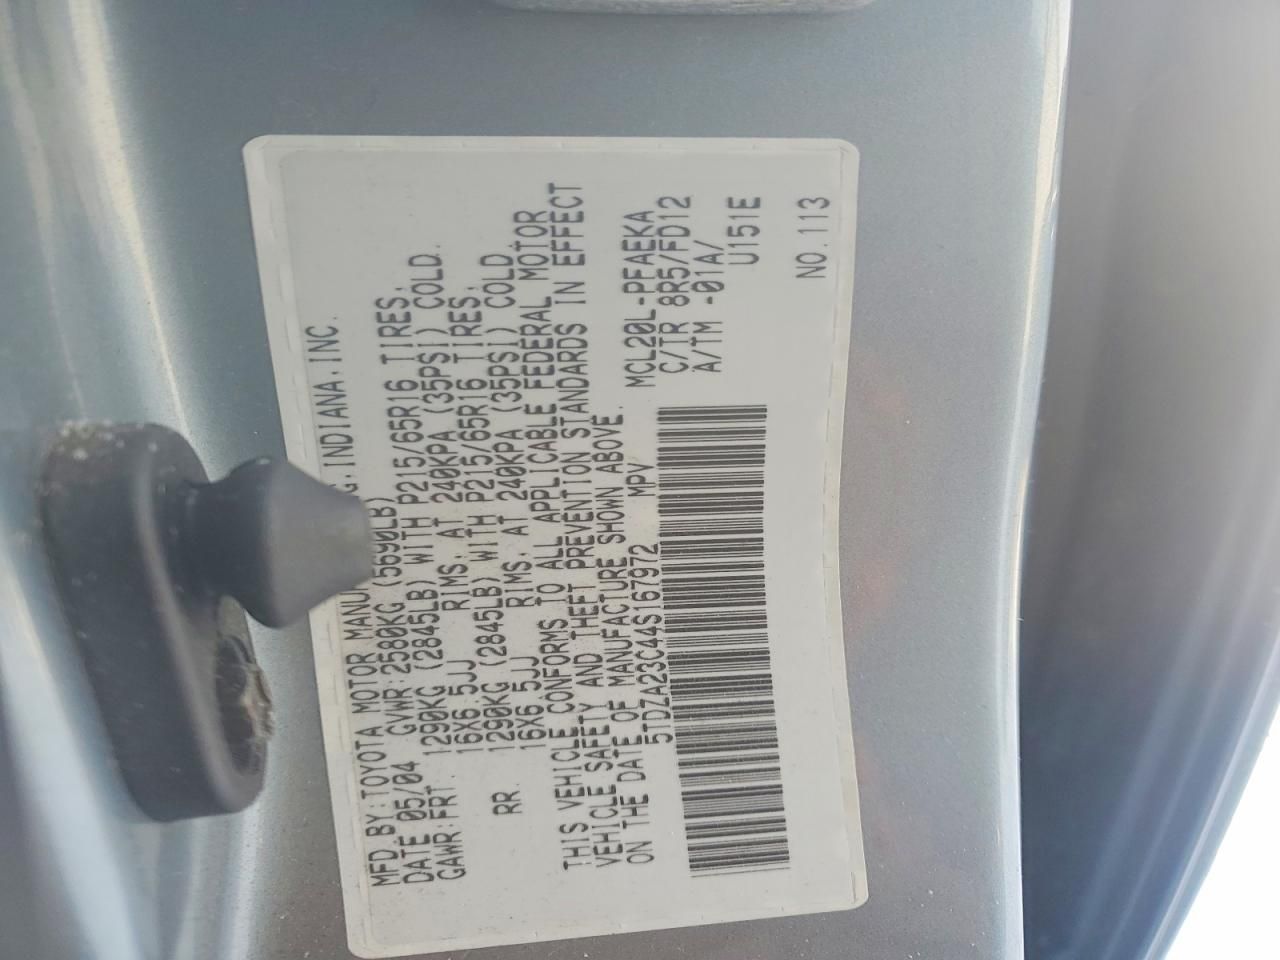 MFD. BY: TOYOTA MOTOR MANU G, INDIANA, INC.
DATE 05/04 GVWR: 2580KG (5690LB)
GAWR: FRT. 1290KG (2845LB) WITH P215/65R16 TIRES,
16X6.5JJ RIMS, AT 240KPA (35PSI) COLD.
RR. 1290KG (2845LB) WITH P215/65R16 TIRES,
16X6.5JJ RIMS, AT 240KPA (35PSI) COLD.
THIS VEHICLE CONFORMS TO ALL APPLICABLE FEDERAL MOTOR
VEHICLE SAFETY AND THEFT PREVENTION STANDARDS IN EFFECT
ON THE DATE OF MANUFACTURE SHOWN ABOVE.
5TDZA23C44S167972 MPV
MCL20L-PFAEKA
C/TR 8R5/FD12
A/TM -01A/
U151E
NO. 113